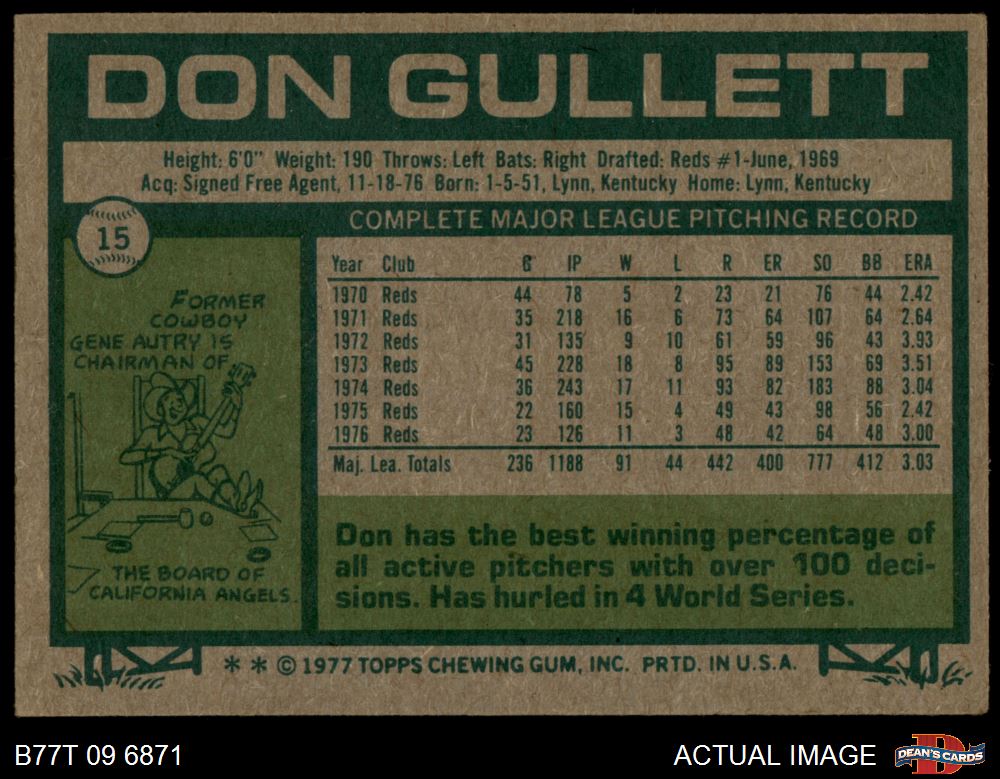 DON GULLETT
Height: 6'0" Weight: 190 Throws: Left Bats: Right Drafted: Reds #1-June, 1969
Acq: Signed Free Agent, 11-18-76 Born: 1-5-51, Lynn, Kentucky Home: Lynn, Kentucky
15
COMPLETE MAJOR LEAGUE PITCHING RECORD
Year Club G IP W L R ER SO BB ERA
1970 Reds 44 78 5 2 23 21 76 44 2.42
1971 Reds 35 218 16 6 73 64 107 64 2.64
1972 Reds 31 135 9 10 61 59 96 43 3.93
1973 Reds 45 228 18 8 95 89 153 69 3.51
1974 Reds 36 243 17 11 93 82 183 88 3.04
1975 Reds 22 160 15 4 49 43 98 56 2.42
1976 Reds 23 126 11 3 48 42 64 48 3.00
Maj. Lea. Totals 236 1188 91 44 442 400 777 412 3.03
FORMER
COWBOY
GENE AUTRY IS
CHAIRMAN OF
THE BOARD OF
CALIFORNIA ANGELS.
Don has the best winning percentage of
all active pitchers with over 100 deci-
sions. Has hurled in 4 World Series.
* * © 1977 TOPPS CHEWING GUM, INC. PRTD. IN U.S.A.
B77T 09 6871
ACTUAL IMAGE
D
DEAN'S CARDS